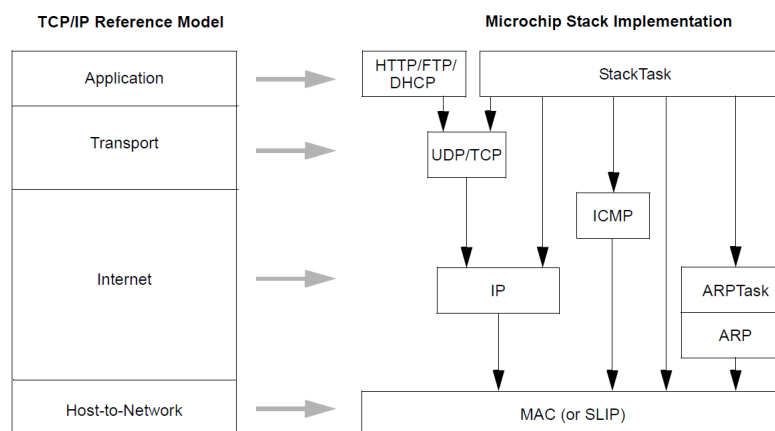 TCP/IP Reference Model
Microchip Stack Implementation
Application
HTTP/FTP/
DHCP
StackTask
Transport
UDP/TCP
ICMP
Internet
IP
ARPTask
ARP
Host-to-Network
MAC (or SLIP)